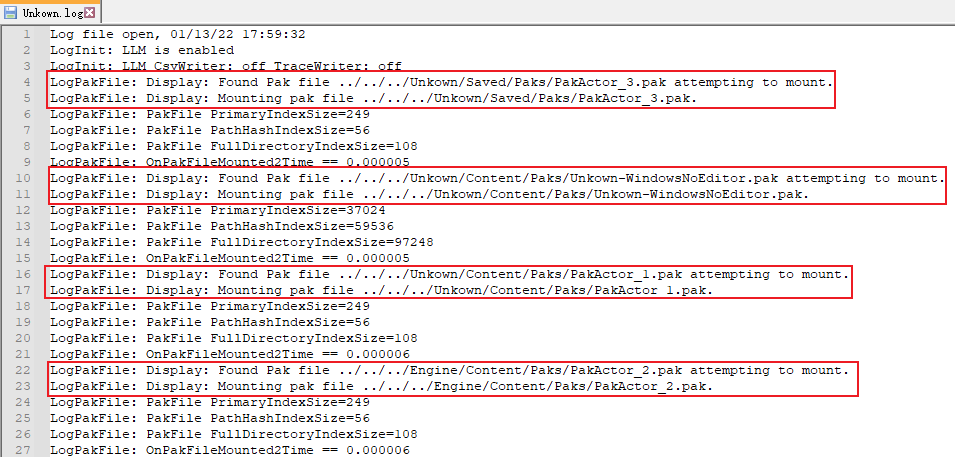 Unkown.log
1 Log file open, 01/13/22 17:59:32
2 LogInit: LLM is enabled
3 LogInit: LLM CsvWriter: off TraceWriter: off
4 LogPakFile: Display: Found Pak file ../../../Unkown/Saved/Paks/PakActor_3.pak attempting to mount.
5 LogPakFile: Display: Mounting pak file ../../../Unkown/Saved/Paks/PakActor_3.pak.
6 LogPakFile: PakFile PrimaryIndexSize=249
7 LogPakFile: PakFile PathHashIndexSize=56
8 LogPakFile: PakFile FullDirectoryIndexSize=108
9 LogPakFile: OnPakFileMounted2Time == 0.000005
10 LogPakFile: Display: Found Pak file ../../../Unkown/Content/Paks/Unkown-WindowsNoEditor.pak attempting to mount.
11 LogPakFile: Display: Mounting pak file ../../../Unkown/Content/Paks/Unkown-WindowsNoEditor.pak.
12 LogPakFile: PakFile PrimaryIndexSize=37024
13 LogPakFile: PakFile PathHashIndexSize=59536
14 LogPakFile: PakFile FullDirectoryIndexSize=97248
15 LogPakFile: OnPakFileMounted2Time == 0.000005
16 LogPakFile: Display: Found Pak file ../../../Unkown/Content/Paks/PakActor_1.pak attempting to mount.
17 LogPakFile: Display: Mounting pak file ../../../Unkown/Content/Paks/PakActor_1.pak.
18 LogPakFile: PakFile PrimaryIndexSize=249
19 LogPakFile: PakFile PathHashIndexSize=56
20 LogPakFile: PakFile FullDirectoryIndexSize=108
21 LogPakFile: OnPakFileMounted2Time == 0.000006
22 LogPakFile: Display: Found Pak file ../../../Engine/Content/Paks/PakActor_2.pak attempting to mount.
23 LogPakFile: Display: Mounting pak file ../../../Engine/Content/Paks/PakActor_2.pak.
24 LogPakFile: PakFile PrimaryIndexSize=249
25 LogPakFile: PakFile PathHashIndexSize=56
26 LogPakFile: PakFile FullDirectoryIndexSize=108
27 LogPakFile: OnPakFileMounted2Time == 0.000006